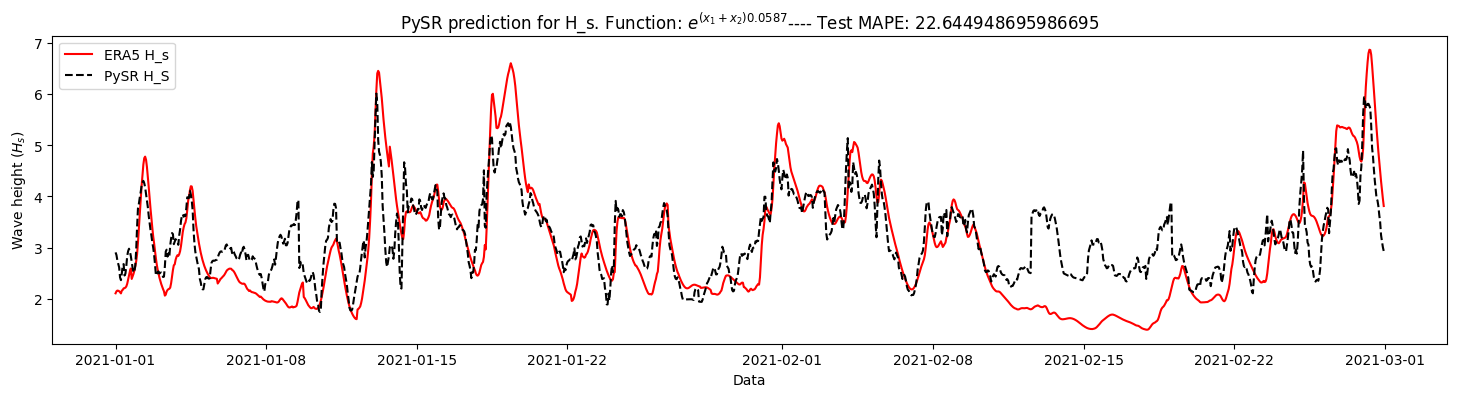 PySR prediction for H_s. Function: $e^{(x_1+x_2)0.0587}$---- Test MAPE: 22.644948695986695
ERA5 H_s
PySR H_S
Wave height ($H_s$)
7
6
5
4
3
2
2021-01-01 2021-01-08 2021-01-15 2021-01-22 2021-02-01 2021-02-08 2021-02-15 2021-02-22 2021-03-01
Data